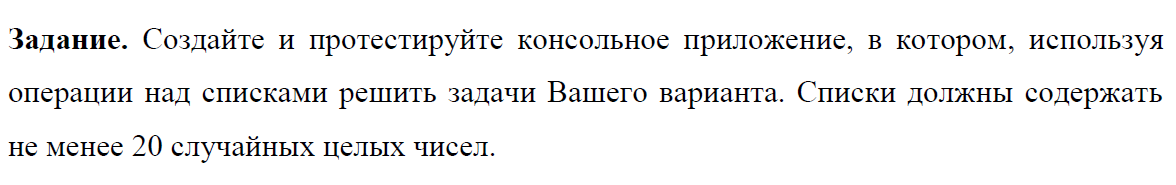 Задание. Создайте и протестируйте консольное приложение, в котором, используя
операции над списками решить задачи Вашего варианта. Списки должны содержать
не менее 20 случайных целых чисел.